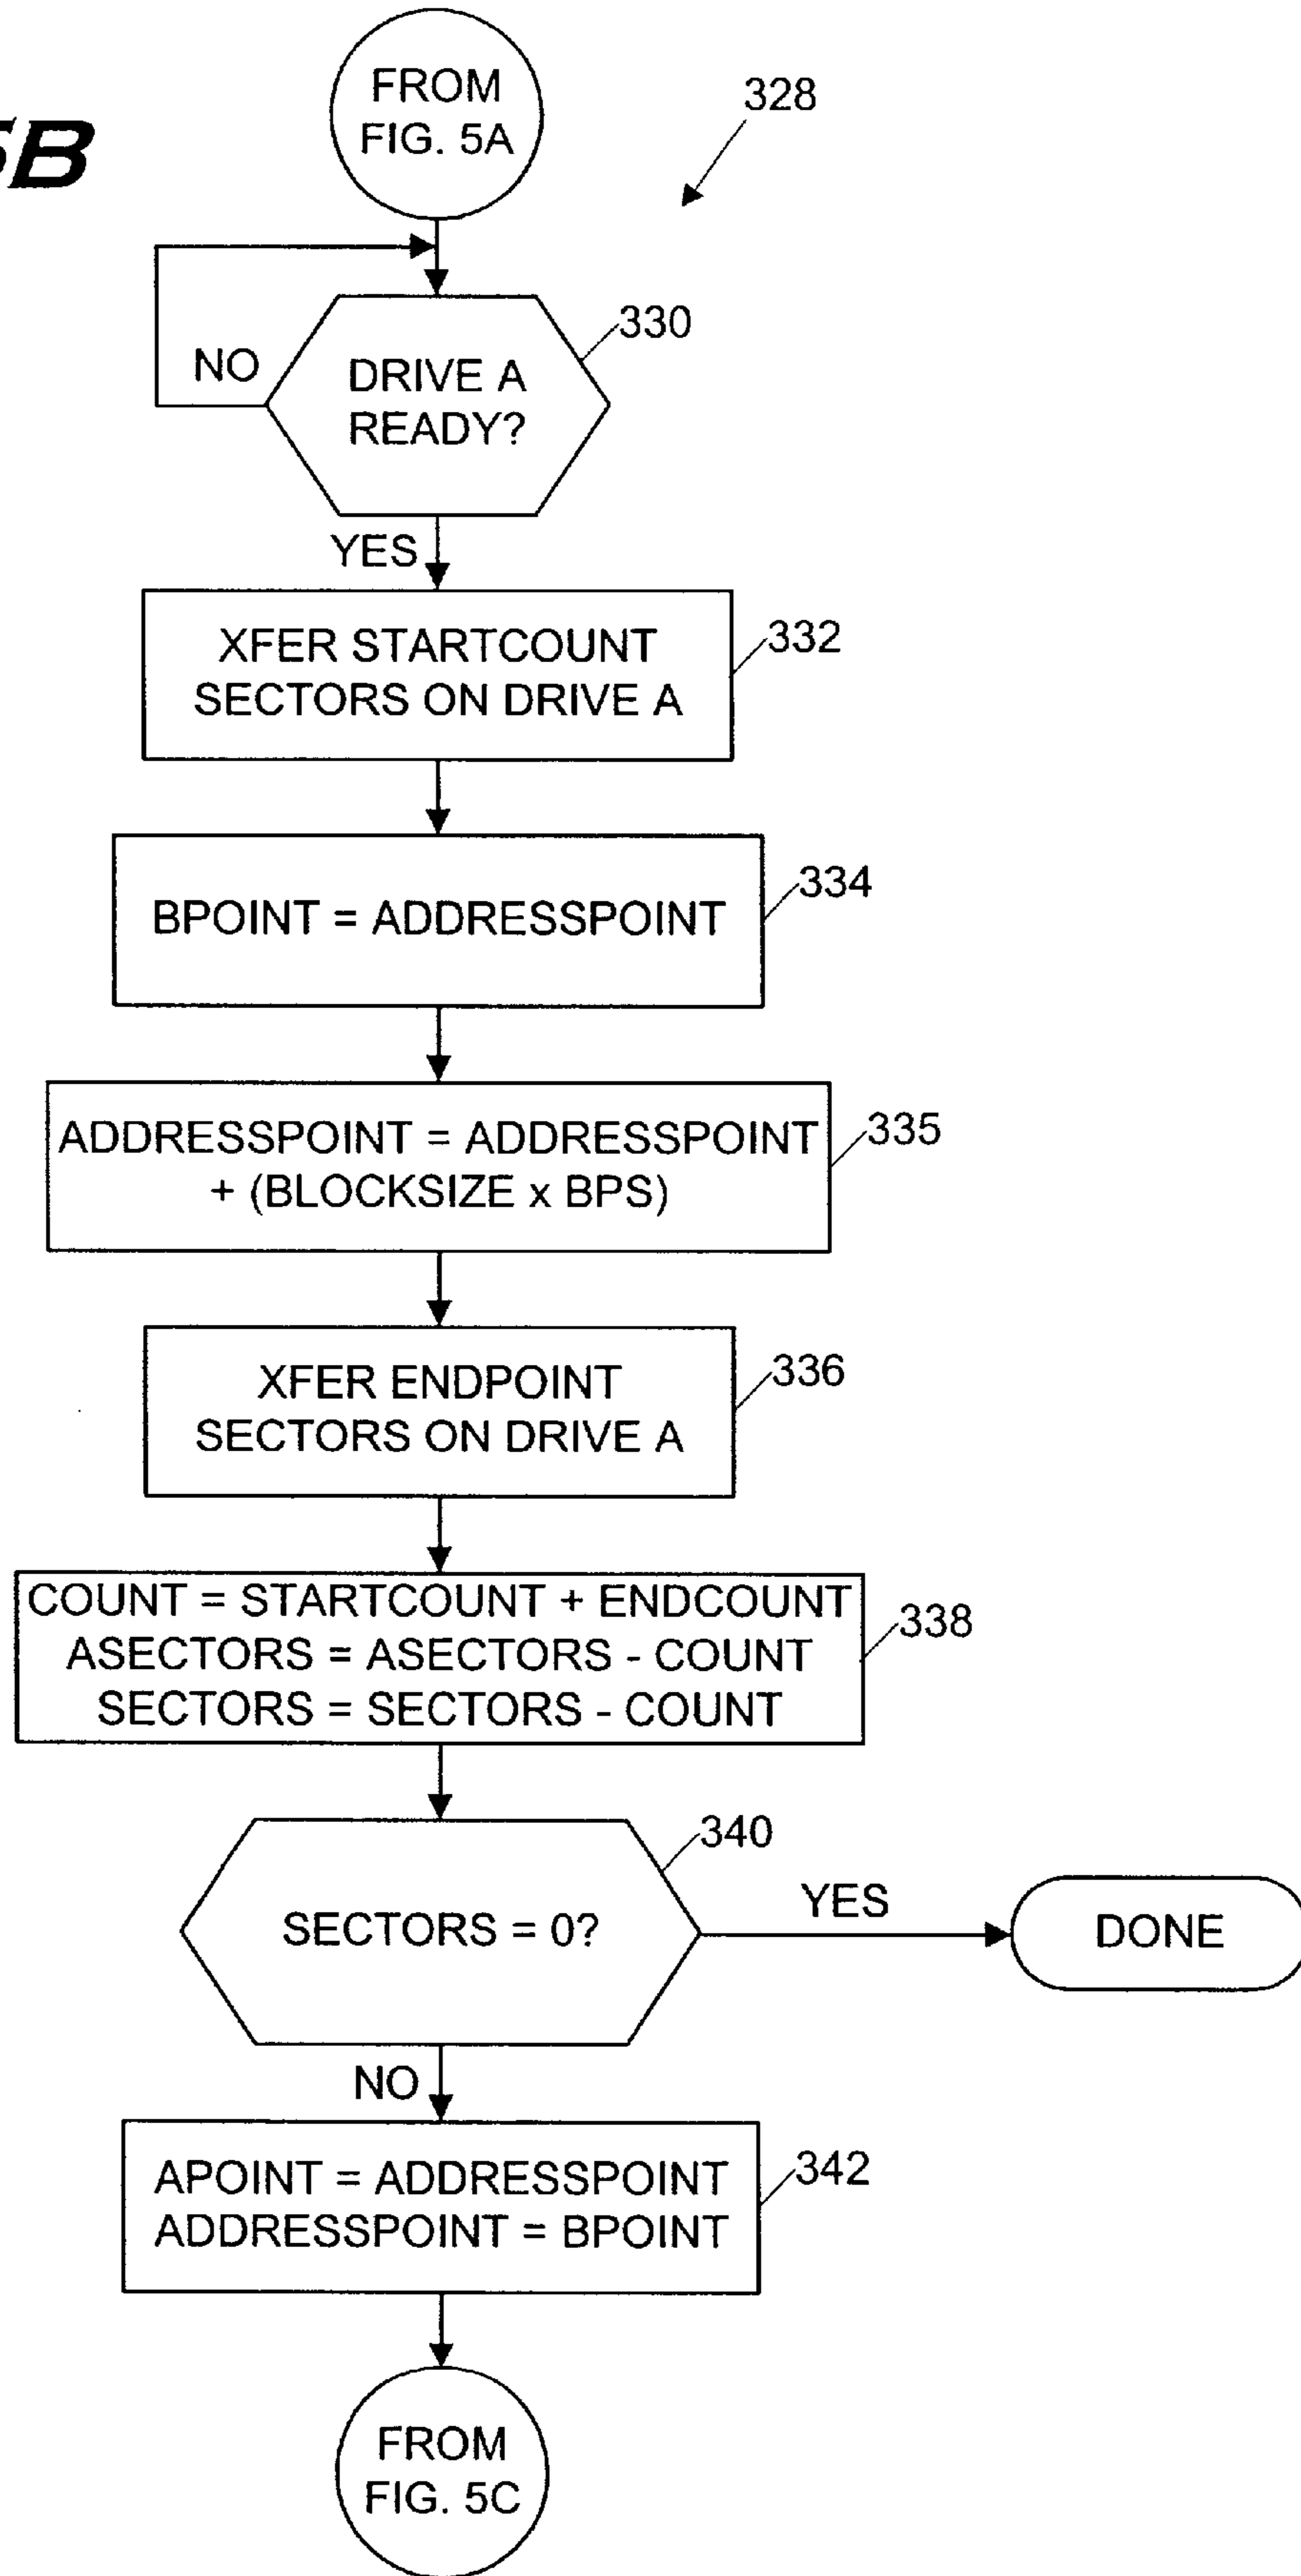 5B
FROM
FIG. 5A
328
330
NO
DRIVE A
READY?
YES
XFER STARTCOUNT
SECTORS ON DRIVE A
332
BPOINT = ADDRESSPOINT
334
ADDRESSPOINT = ADDRESSPOINT
+ (BLOCKSIZE x BPS)
335
XFER ENDPOINT
SECTORS ON DRIVE A
336
COUNT = STARTCOUNT + ENDCOUNT
ASECTORS = ASECTORS - COUNT
SECTORS = SECTORS - COUNT
338
340
SECTORS = 0?
YES
DONE
NO
APOINT = ADDRESSPOINT
ADDRESSPOINT = BPOINT
342
FROM
FIG. 5C